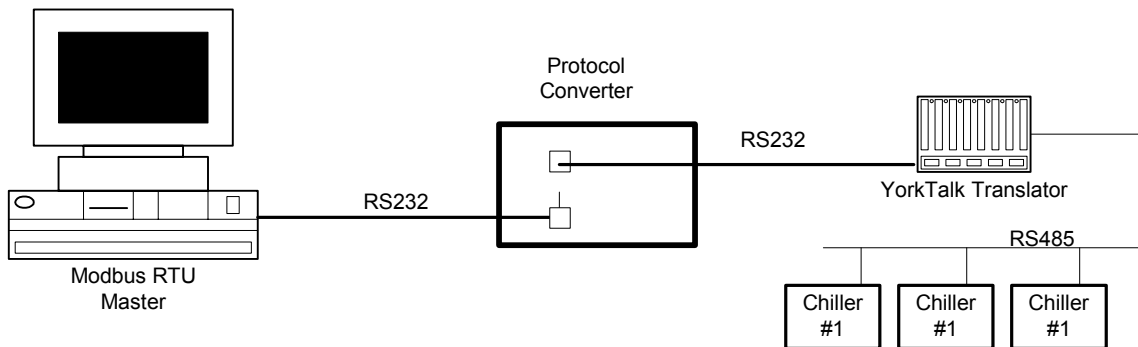 Protocol
Converter
RS232
YorkTalk Translator
RS232
Modbus RTU
Master
RS485
Chiller
#1
Chiller
#1
Chiller
#1